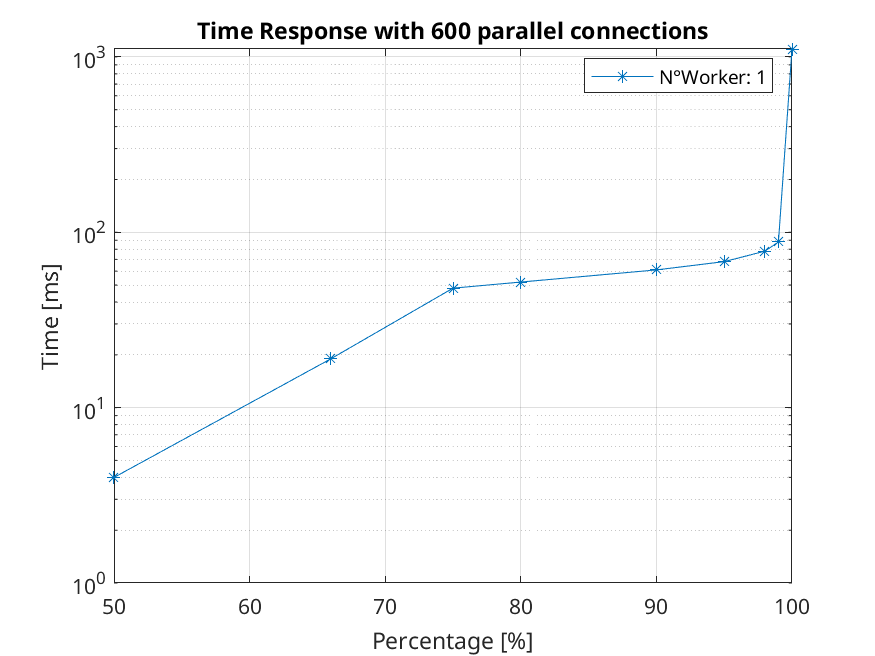 Time Response with 600 parallel connections
N°Worker: 1
10^3
10^2
10^1
10^0
Time [ms]
50 60 70 80 90 100
Percentage [%]